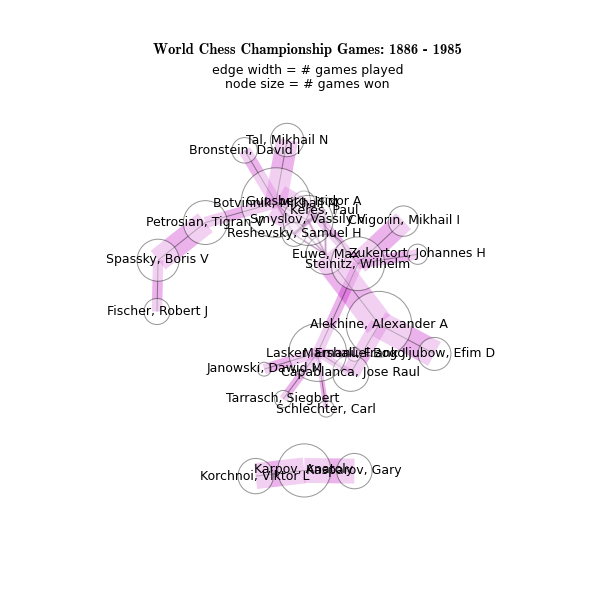 World Chess Championship Games: 1886 - 1985
edge width = # games played
node size = # games won
Tal, Mikhail N
Bronstein, David I
Gunsberg, Isidor A
Botvinnik, Mikhail M
Keres, Paul
Smyslov, Vassily V
Chigorin, Mikhail I
Petrosian, Tigran V
Reshevsky, Samuel H
Euwe, Max
Zukertort, Johannes H
Spassky, Boris V
Steinitz, Wilhelm
Fischer, Robert J
Alekhine, Alexander A
Lasker, Emanuel
Marshall, Frank J
Bogoljubow, Efim D
Janowski, Dawid M
Capablanca, Jose Raul
Tarrasch, Siegbert
Schlechter, Carl
Karpov, Anatoly
Kasparov, Gary
Korchnoi, Viktor L